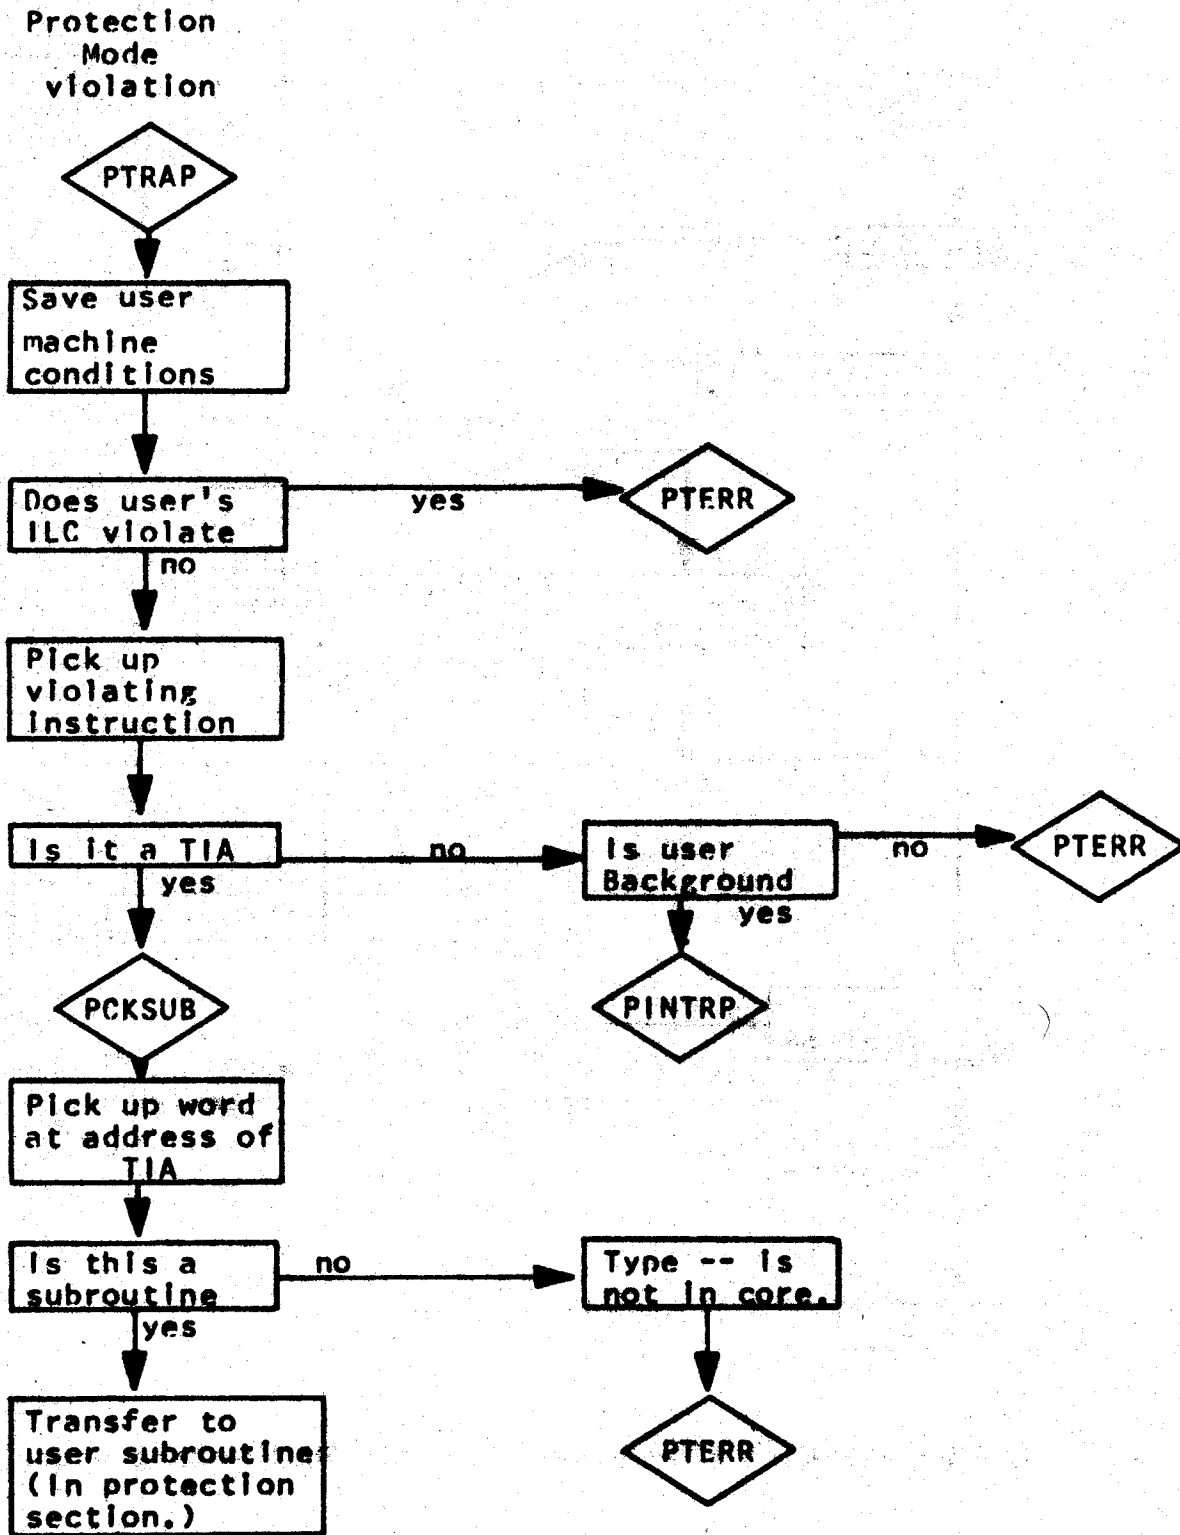 Protection
Mode
violation
PTRAP
Save user
machine
conditions
Does user's
ILC violate
yes
PTERR
no
Pick up
violating
instruction
Is it a TIA
no
Is user
Background
no
PTERR
yes
yes
PCKSUB
PINTRP
Pick up word
at address of
TIA
Is this a
subroutine
no
Type -- is
not in core.
yes
Transfer to
user subroutine
(in protection
section.)
PTERR